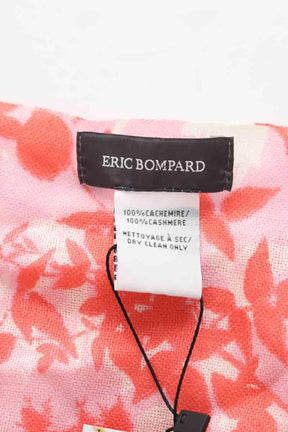 ERIC BOMPARD
100%CACHEMIRE/
100%CASHMERE
NETTOYAGE A SEC/
DRY CLEAN ONLY